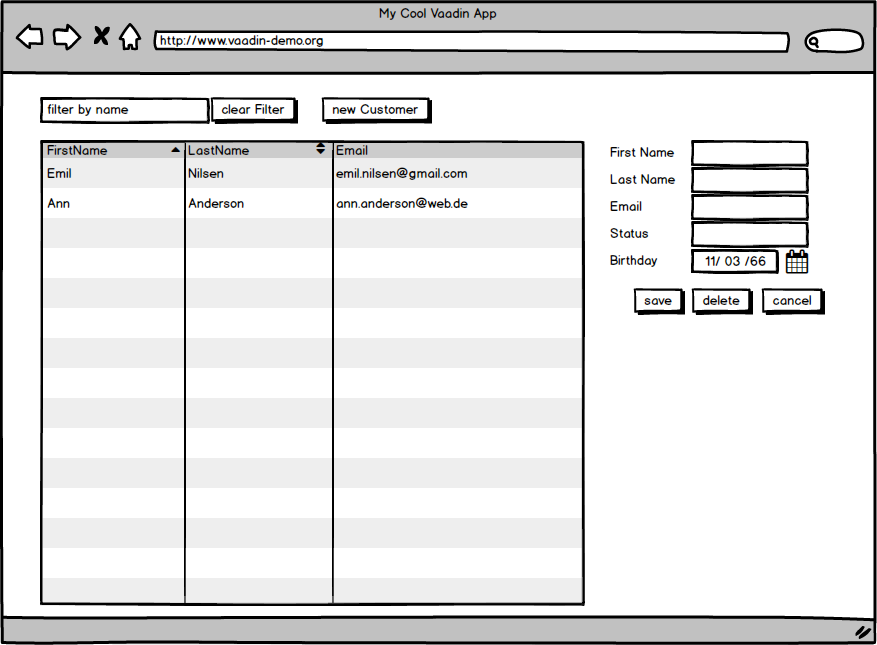 My Cool Vaadin App
http://www.vaadin-demo.org
filter by name clear Filter new Customer
FirstName LastName Email
Emil Nilsen emil.nilsen@gmail.com
Ann Anderson ann.anderson@web.de
First Name
Last Name
Email
Status
Birthday 11/ 03 /66
save delete cancel